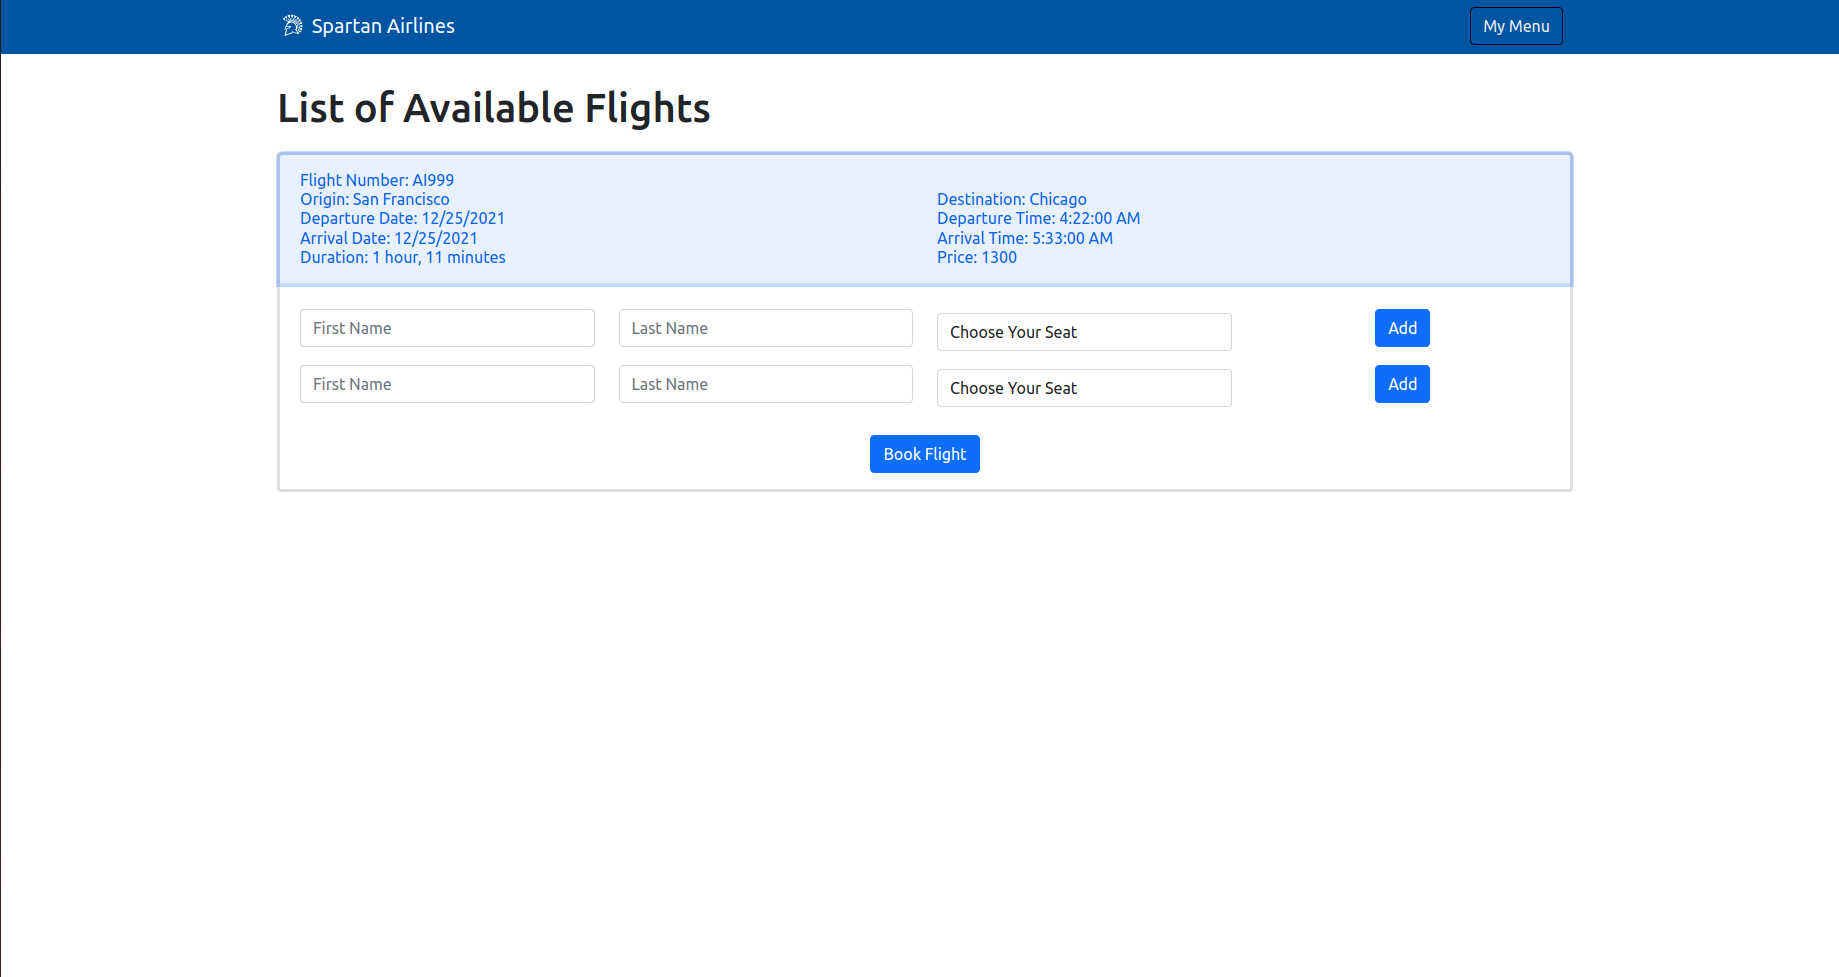 Spartan Airlines
My Menu
List of Available Flights
Flight Number: AI999
Origin: San Francisco
Destination: Chicago
Departure Date: 12/25/2021
Departure Time: 4:22:00 AM
Arrival Date: 12/25/2021
Arrival Time: 5:33:00 AM
Duration: 1 hour, 11 minutes
Price: 1300
First Name
Last Name
Choose Your Seat
Add
First Name
Last Name
Choose Your Seat
Add
Book Flight